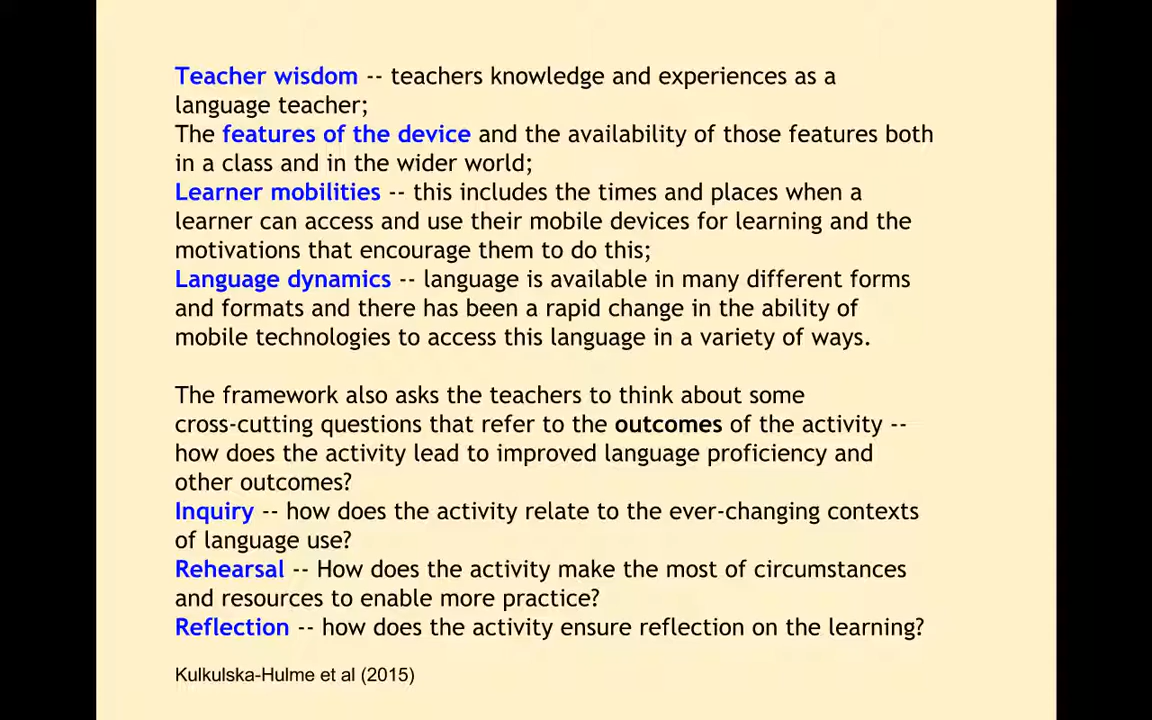 Teacher wisdom -- teachers knowledge and experiences as a
language teacher;
The features of the device and the availability of those features both
in a class and in the wider world;
Learner mobilities -- this includes the times and places when a
learner can access and use their mobile devices for learning and the
motivations that encourage them to do this;
Language dynamics -- language is available in many different forms
and formats and there has been a rapid change in the ability of
mobile technologies to access this language in a variety of ways.
The framework also asks the teachers to think about some
cross-cutting questions that refer to the outcomes of the activity --
how does the activity lead to improved language proficiency and
other outcomes?
Inquiry -- how does the activity relate to the ever-changing contexts
of language use?
Rehearsal -- How does the activity make the most of circumstances
and resources to enable more practice?
Reflection -- how does the activity ensure reflection on the learning?
Kulkulska-Hulme et al (2015)